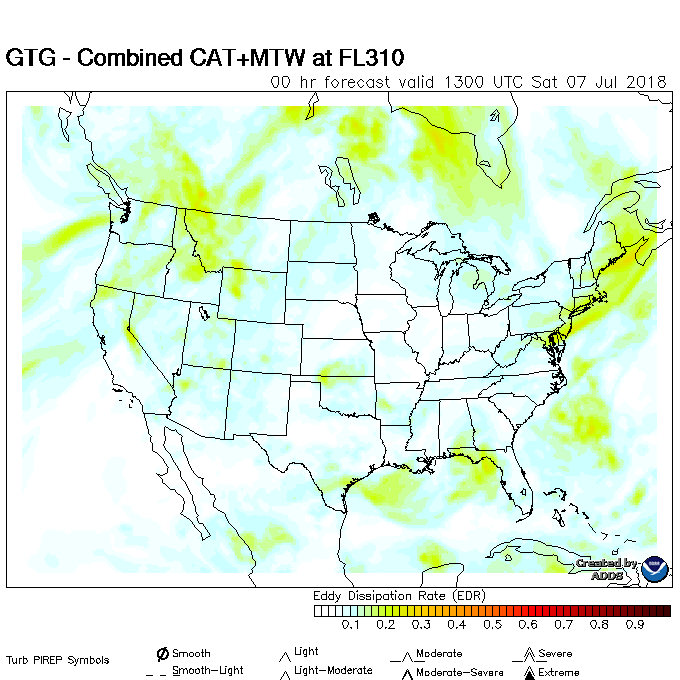 GTG - Combined CAT+MTW at FL310
00 hr forecast valid 1300 UTC Sat 07 Jul 2018
Created by
ADDS
Eddy Dissipation Rate (EDR)
0.1 0.2 0.3 0.4 0.5 0.6 0.7 0.8 0.9
Turb PIREP Symbols
Smooth Light Moderate Severe
Smooth-Light Light-Moderate Moderate-Severe Extreme